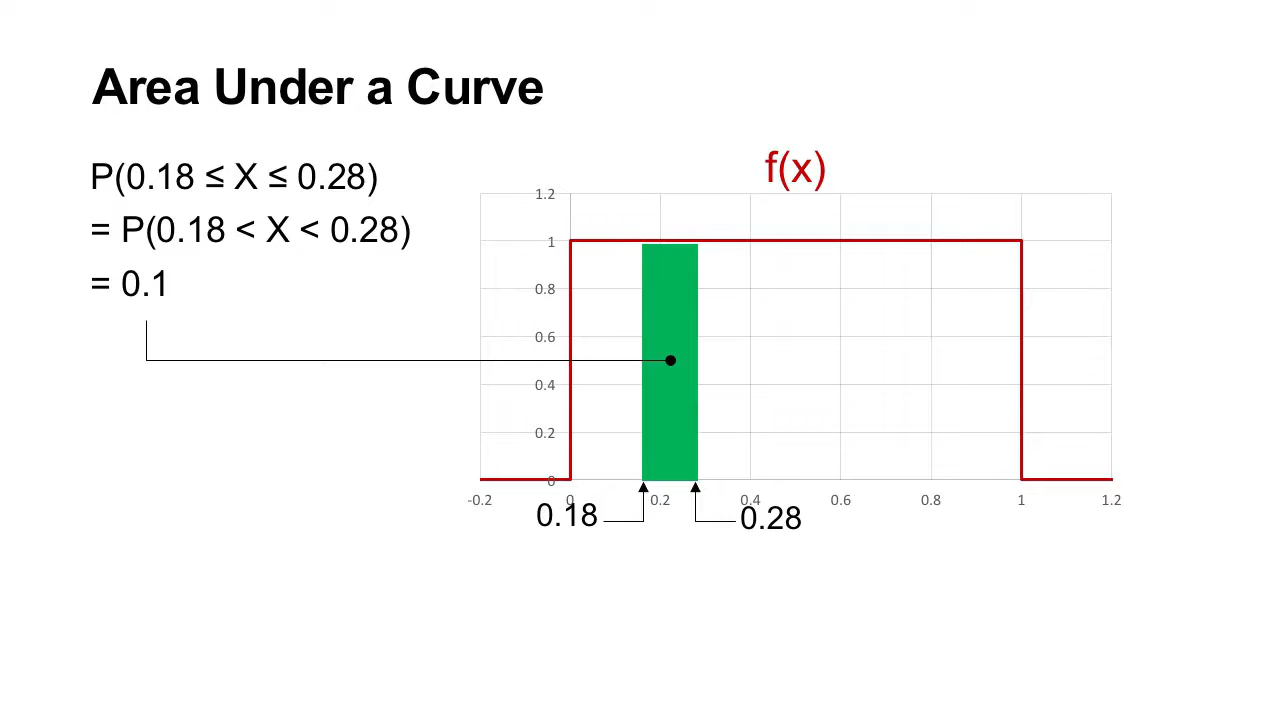 Area Under a Curve
P(0.18 ≤ X ≤ 0.28)
= P(0.18 < X < 0.28)
= 0.1
f(x)
1.2
1
0.8
0.6
0.4
0.2
0
-0.2 0 0.2 0.4 0.6 0.8 1 1.2
0.18 0.28